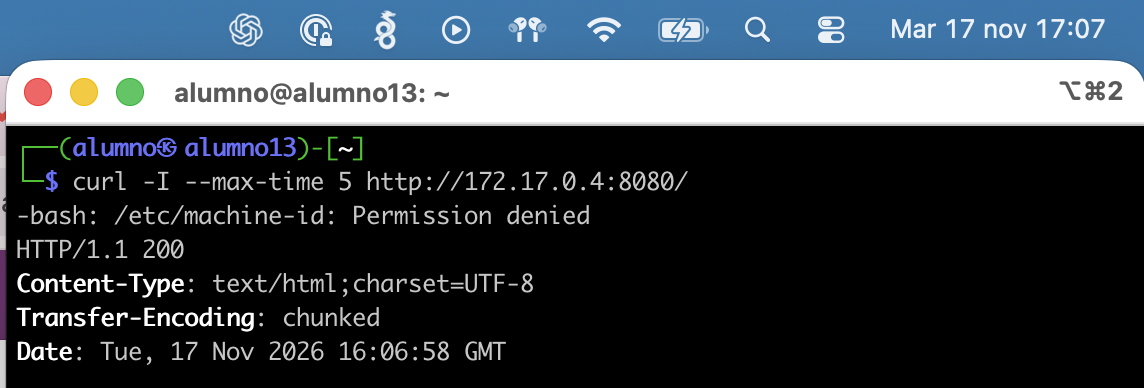 Mar 17 nov 17:07
alumno@alumno13: ~
⌥⌘2
┌──(alumno㉿alumno13)-[~]
└─$ curl -I --max-time 5 http://172.17.0.4:8080/
-bash: /etc/machine-id: Permission denied
HTTP/1.1 200
Content-Type: text/html;charset=UTF-8
Transfer-Encoding: chunked
Date: Tue, 17 Nov 2026 16:06:58 GMT